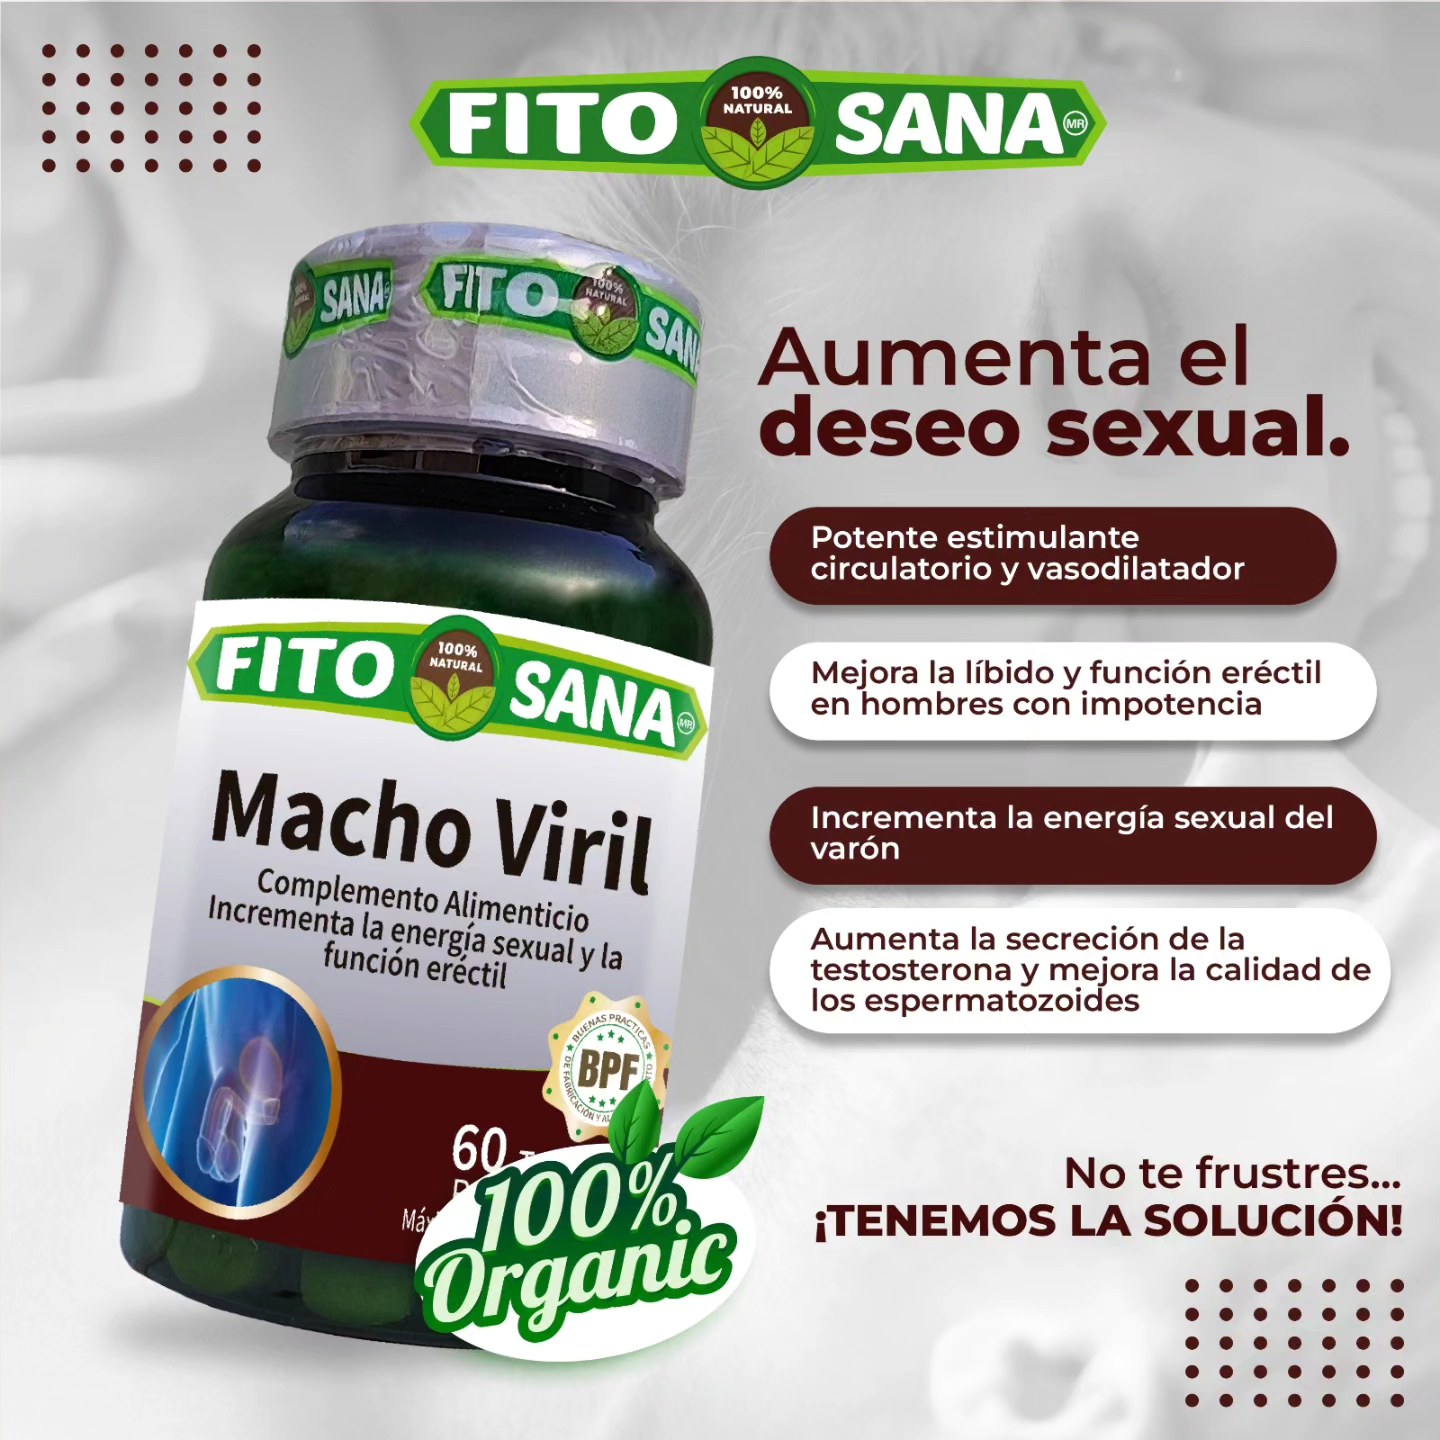 FITO 100% NATURAL SANA MR
SANA FITO 100% NATURAL SAN
Aumenta el
deseo sexual.
Potente estimulante
circulatorio y vasodilatador
Mejora la líbido y función eréctil
en hombres con impotencia
Incrementa la energía sexual del
varón
Aumenta la secreción de la
testosterona y mejora la calidad de
los espermatozoides
FITO 100% NATURAL SANA MR
Macho Viril
Complemento Alimenticio
Incrementa la energía sexual y la
función eréctil
BUENAS PRACTICAS
DE FABRICACIÓN Y
BPF
60
100%
Organic
No te frustres...
¡TENEMOS LA SOLUCIÓN!